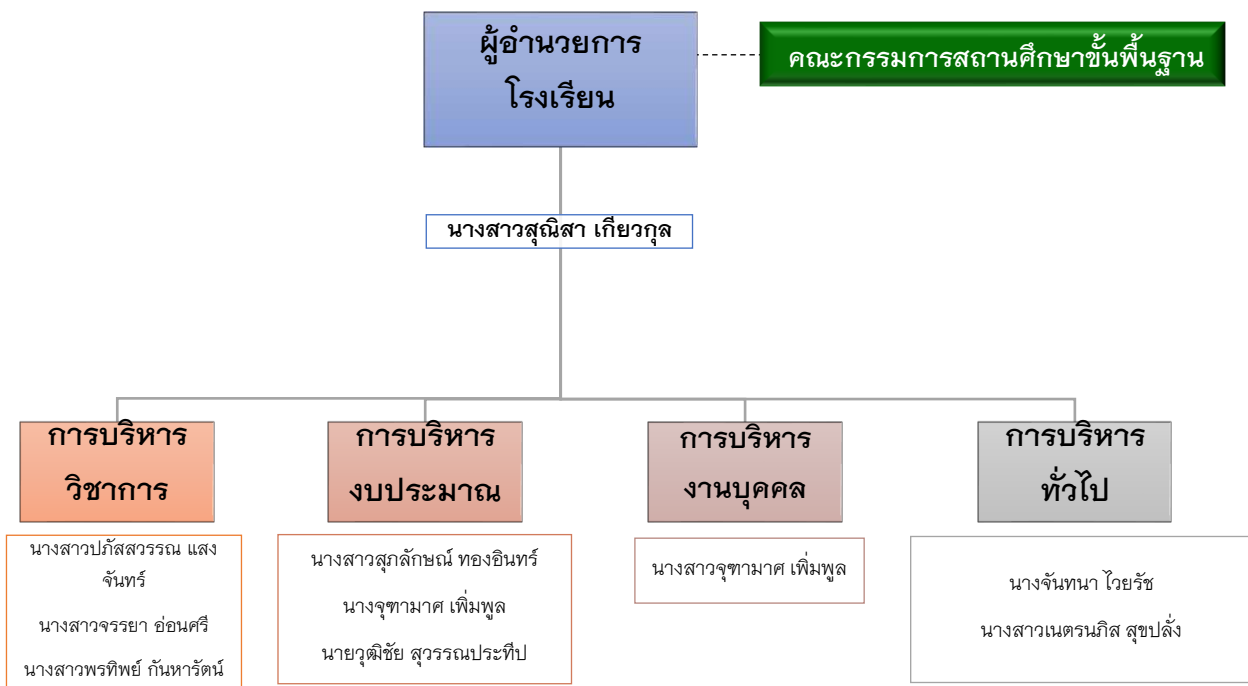 ผู้อำนวยการ
โรงเรียน
คณะกรรมการสถานศึกษาขั้นพื้นฐาน
นางสาวสุณิสา เกียวกุล
การบริหาร
วิชาการ
นางสาวปภัสสวรรณ แสง
จันทร์
นางสาวจรรยา อ่อนศรี
นางสาวพรทิพย์ กันหารัตน์
การบริหาร
งบประมาณ
นางสาวสุภลักษณ์ ทองอินทร์
นางจุฑามาศ เพิ่มพูล
นายวุฒิชัย สุวรรณประทีป
การบริหาร
งานบุคคล
นางสาวจุฑามาศ เพิ่มพูล
การบริหาร
ทั่วไป
นางจันทนา ไวยรัช
นางสาวเนตรนภิส สุขปลั่ง